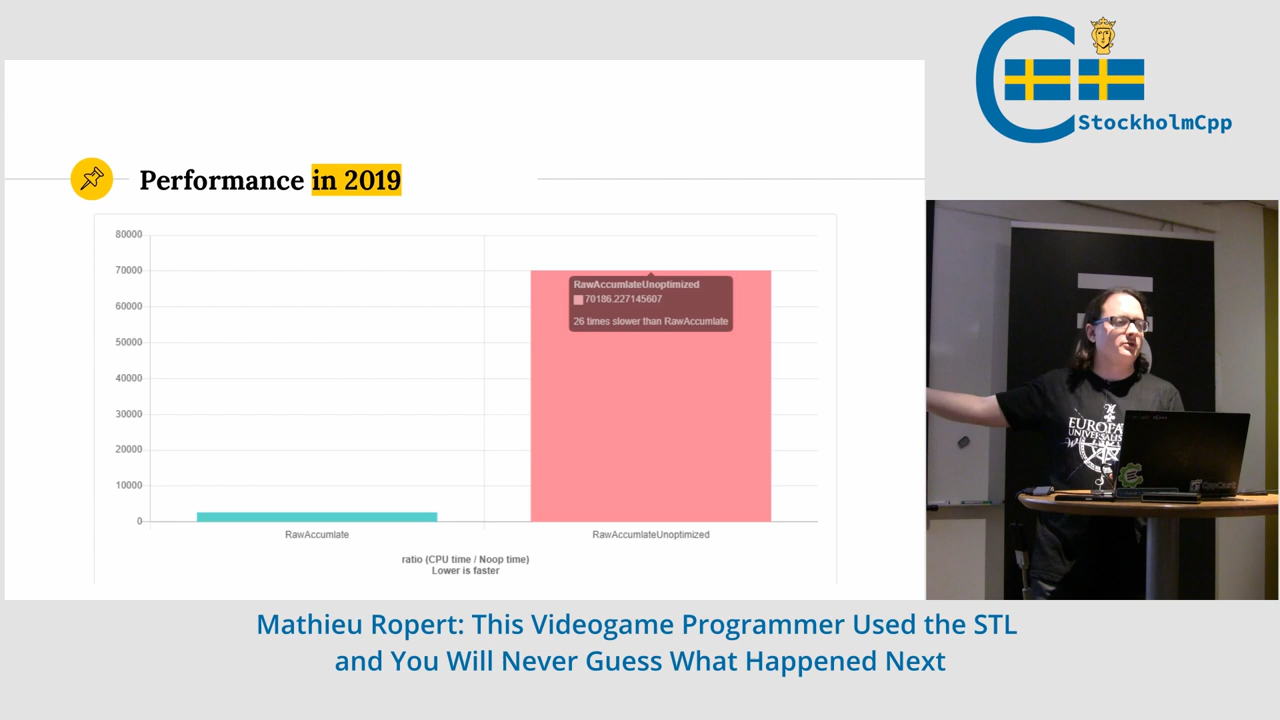 StockholmCpp
Performance in 2019
80000
70000
60000
50000
40000
30000
20000
10000
0
RawAccumlateUnoptimized
70186.227145607
26 times slower than RawAccumlate
RawAccumlate
RawAccumlateUnoptimized
ratio (CPU time / Noop time)
Lower is faster
EUROPA
UNIVERSALIS
Mathieu Ropert: This Videogame Programmer Used the STL
and You Will Never Guess What Happened Next